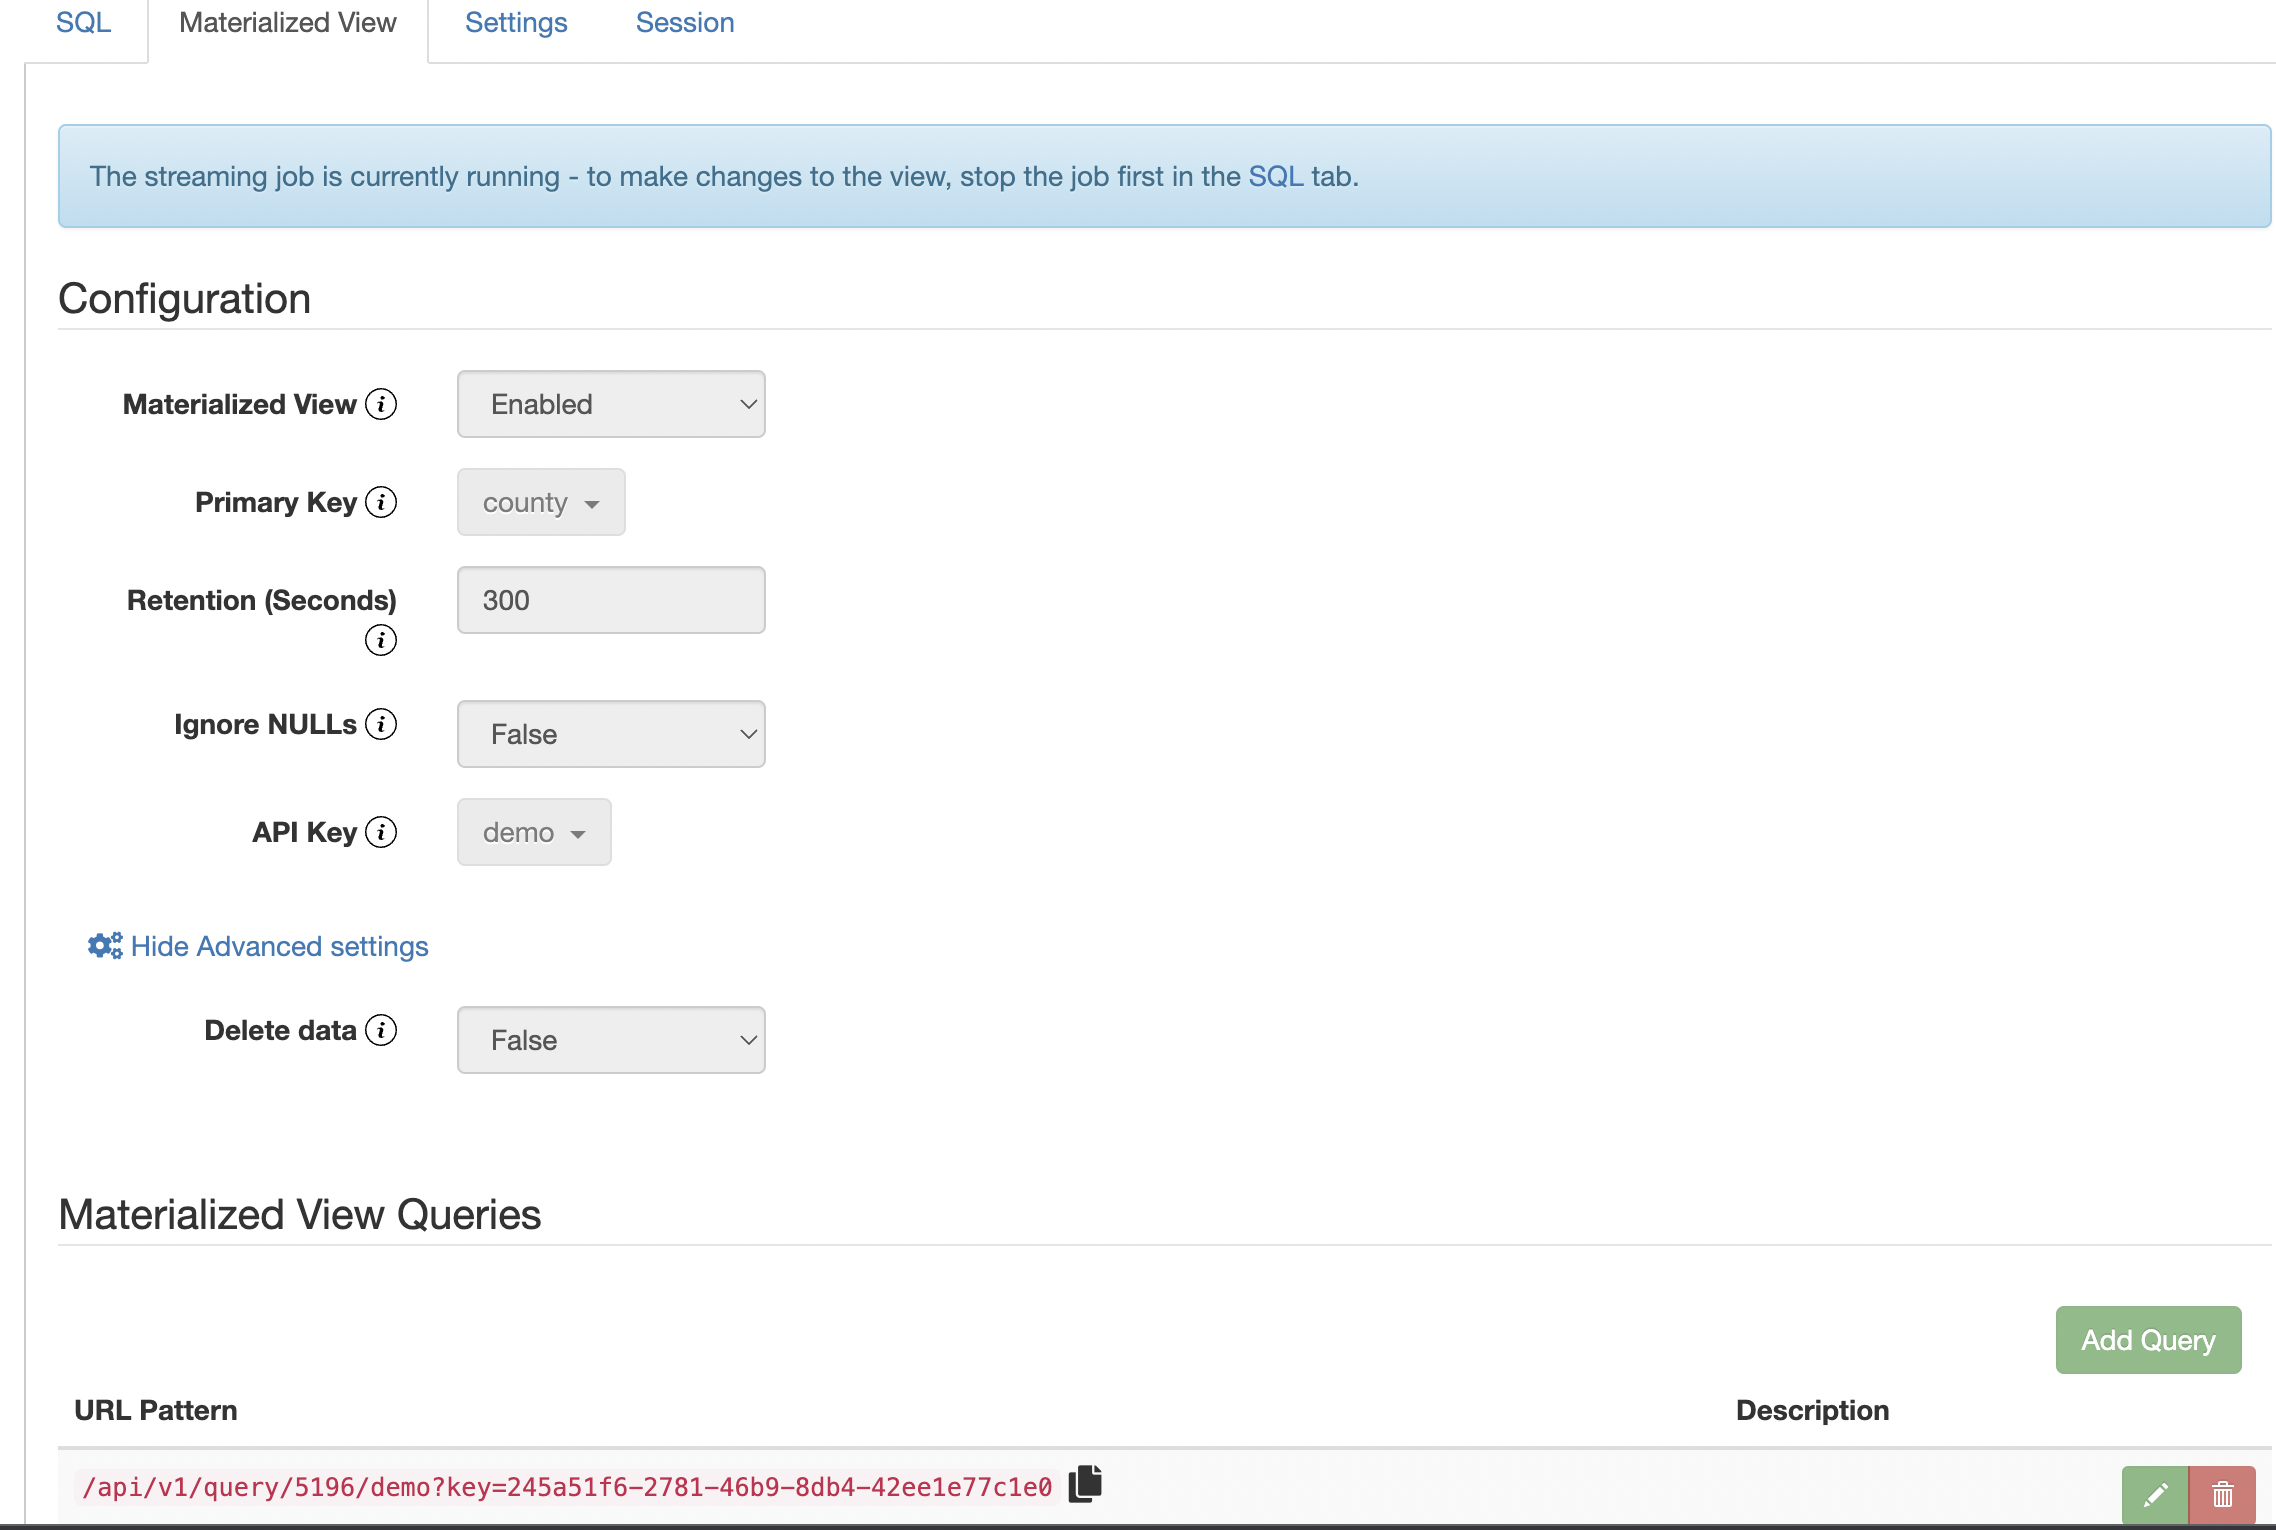 SQL
Materialized View
Settings
Session
The streaming job is currently running - to make changes to the view, stop the job first in the SQL tab.
Configuration
Materialized View i
Enabled
Primary Key i
county
Retention (Seconds)
i
300
Ignore NULLs i
False
API Key i
demo
Hide Advanced settings
Delete data i
False
Materialized View Queries
Add Query
URL Pattern
Description
/api/v1/query/5196/demo?key=245a51f6-2781-46b9-8db4-42ee1e77c1e0